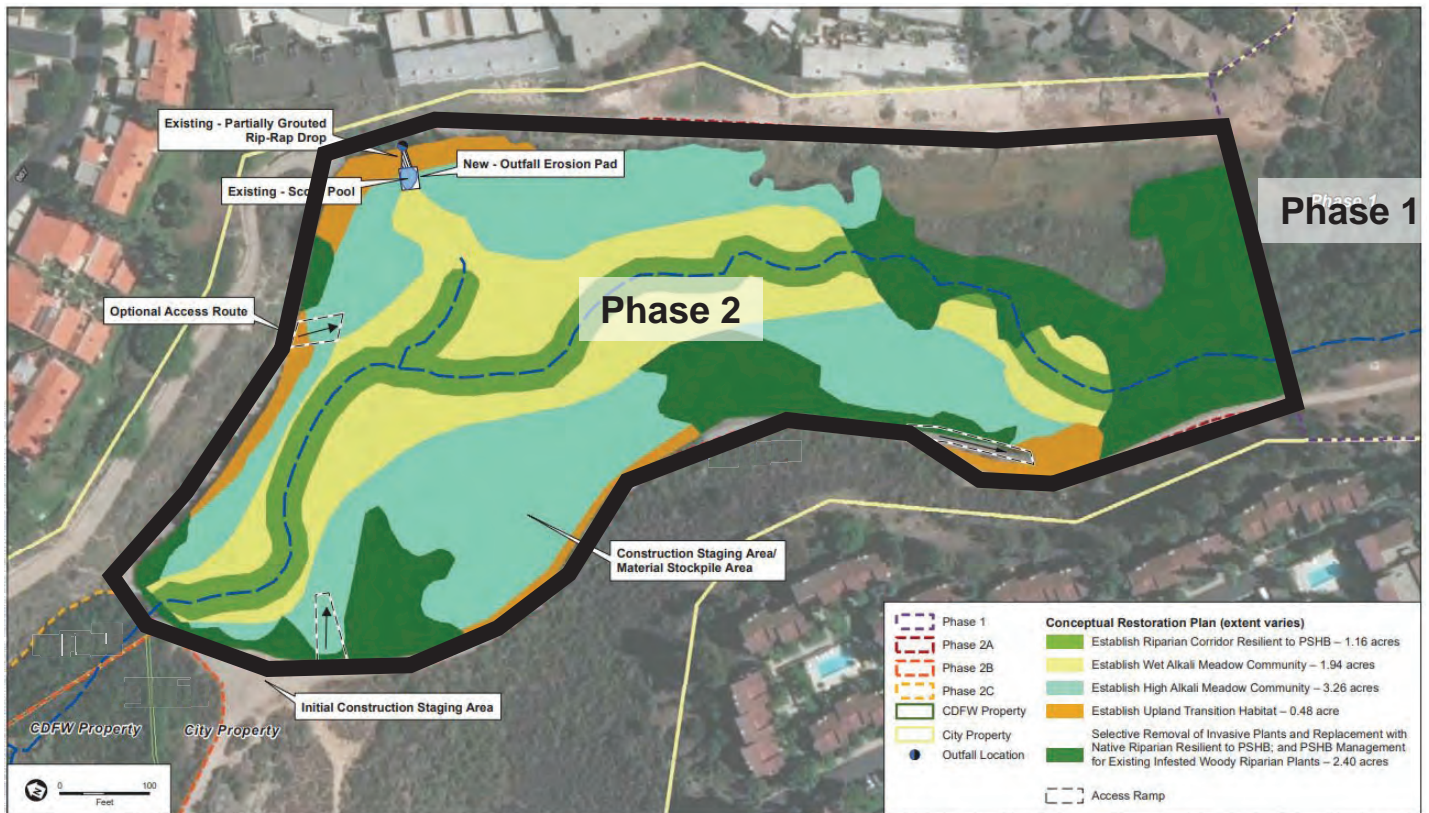 Existing - Partially Grouted
Rip-Rap Drop
New - Outfall Erosion Pad
Existing - Scour Pool
Phase 1
Phase 1
Phase 2
Optional Access Route
Construction Staging Area/
Material Stockpile Area
Initial Construction Staging Area
CDFW Property
City Property
N
0 100
Feet
Phase 1
Phase 2A
Phase 2B
Phase 2C
CDFW Property
City Property
Outfall Location
Conceptual Restoration Plan (extent varies)
Establish Riparian Corridor Resilient to PSHB – 1.16 acres
Establish Wet Alkali Meadow Community – 1.94 acres
Establish High Alkali Meadow Community – 3.26 acres
Establish Upland Transition Habitat – 0.48 acre
Selective Removal of Invasive Plants and Replacement with
Native Riparian Resilient to PSHB; and PSHB Management
for Existing Infested Woody Riparian Plants – 2.40 acres
Access Ramp